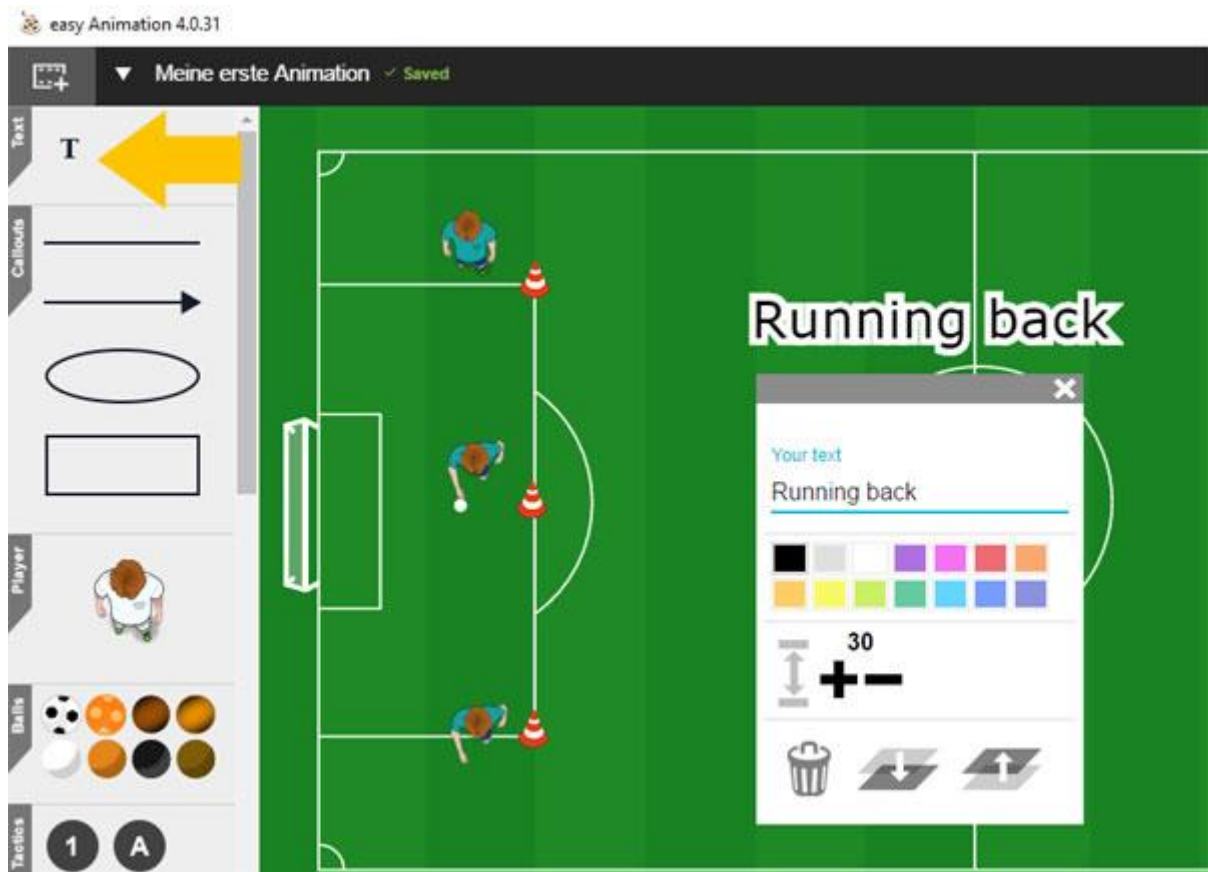 easy Animation 4.0.31
Meine erste Animation ✓ Saved
Text
T
Callouts
Running back
Your text
Running back
30
Player
Balls
Tactics
1 A